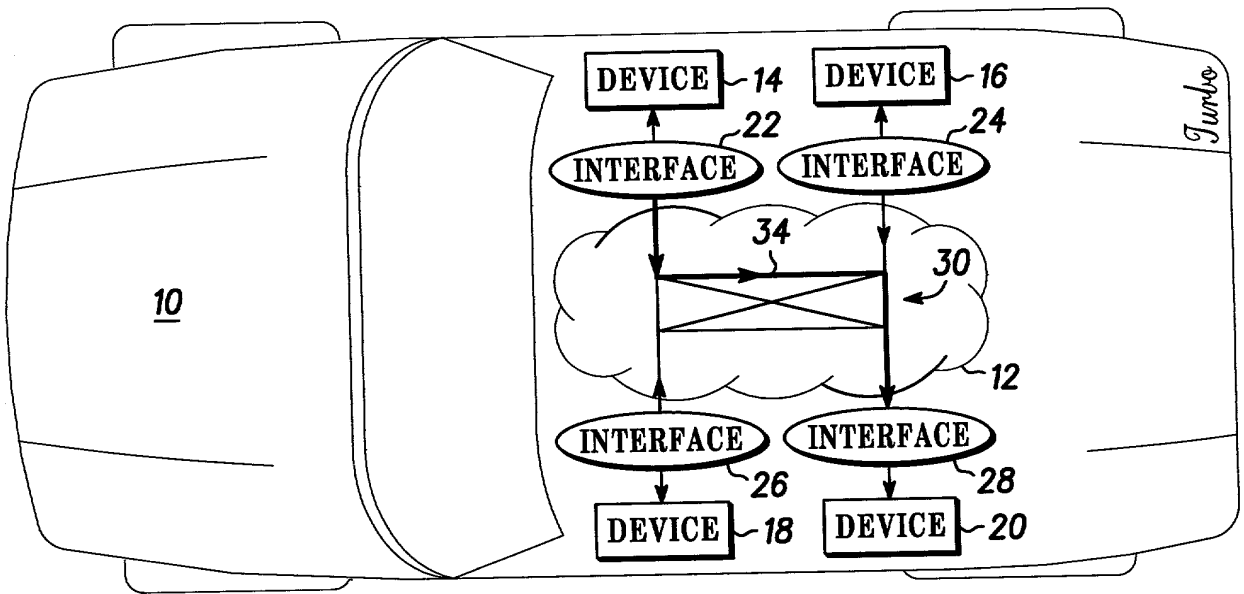 DEVICE 14
DEVICE 16
Turbo
INTERFACE 22
INTERFACE 24
34
30
10
12
INTERFACE 26
INTERFACE 28
DEVICE 18
DEVICE 20